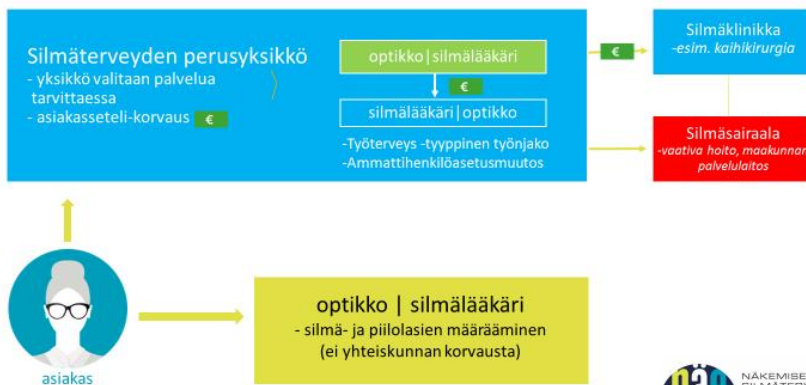 Silmäterveyden perusyksikkö
- yksikkö valitaan palvelua
tarvittaessa
- asiakasseteli-korvaus €
optikko|silmälääkäri
€
silmälääkäri|optikko
-Työterveys -tyyppinen työnjako
-Ammattihenkilöasetusmuutos
€
Silmäklinikka
-esim. kaihikirurgia
Silmäsairaala
-vaativa hoito, maakunnan
palvelulaitos
asiakas
optikko | silmälääkäri
- silmä- ja piilolasien määrääminen
(ei yhteiskunnan korvausta)
NÄKEMISE